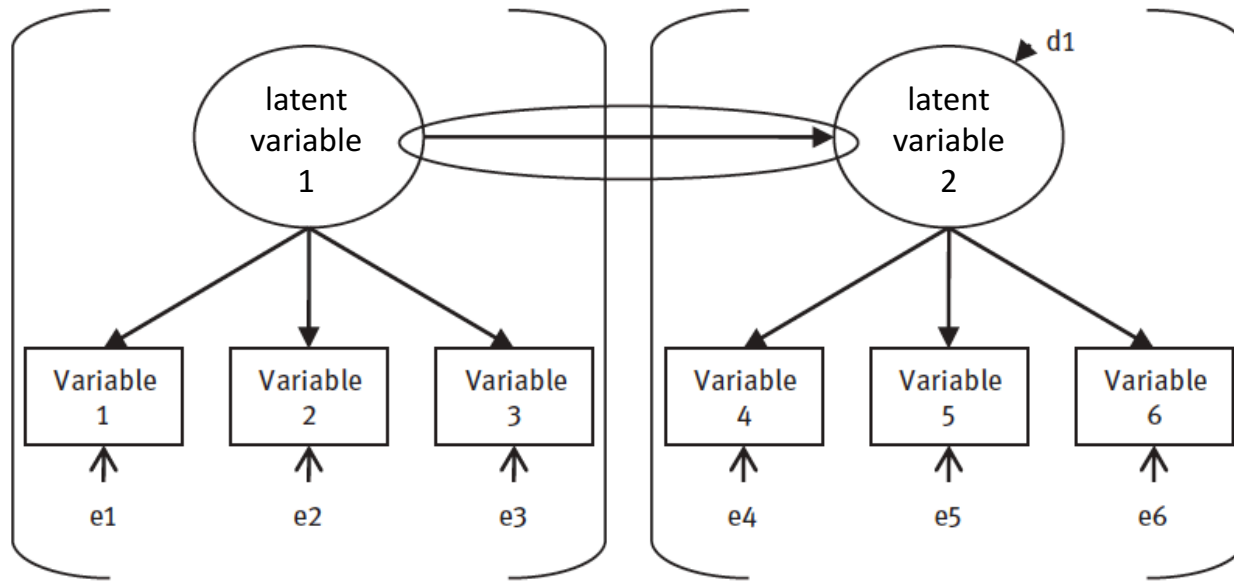 d1
latent
variable
1
latent
variable
2
Variable
1
Variable
2
Variable
3
Variable
4
Variable
5
Variable
6
e1
e2
e3
e4
e5
e6